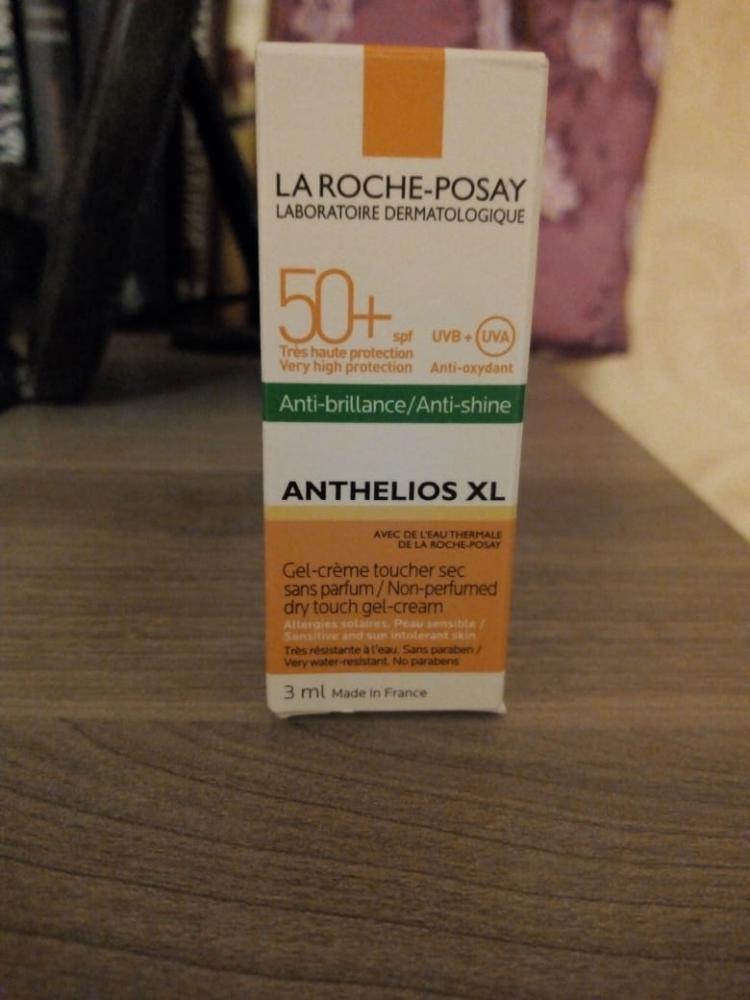 LA ROCHE-POSAY
LABORATOIRE DERMATOLOGIQUE
50+ spf
UVB + UVA
Très haute protection
Very high protection
Anti-oxydant
Anti-brillance/Anti-shine
ANTHELIOS XL
AVEC DE L'EAU THERMALE
DE LA ROCHE-POSAY
Gel-crème toucher sec
sans parfum / Non-perfumed
dry touch gel-cream
Allergies solaires. Peau sensible /
Sensitive and sun intolerant skin
Très résistante à l'eau. Sans paraben /
Very water-resistant. No parabens
3 ml Made in France